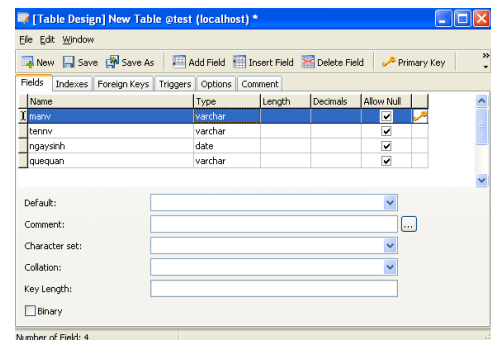 [Table Design] New Table @test (localhost) *
File Edit Window
New Save Save As Add Field Insert Field Delete Field Primary Key »
Fields Indexes Foreign Keys Triggers Options Comment
Name Type Length Decimals Allow Null
manv varchar
tennv varchar
ngaysinh date
quequan varchar
Default:
Comment: ...
Character set:
Collation:
Key Length:
Binary
Number of Field: 4